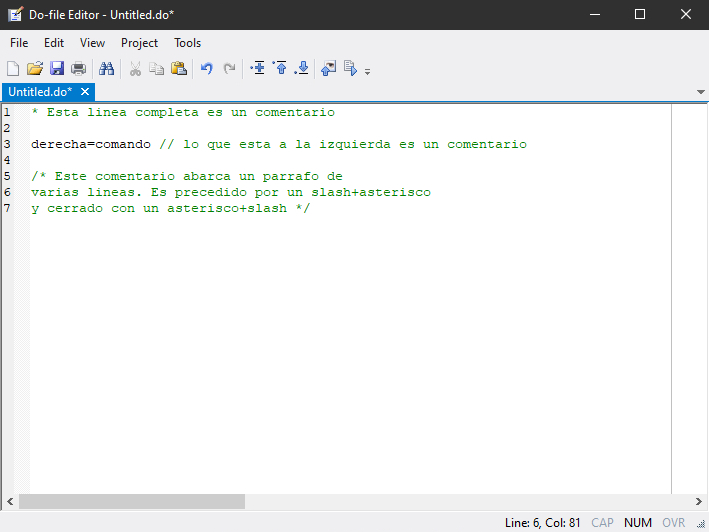 Do-file Editor - Untitled.do*
File Edit View Project Tools
Untitled.do*
1 * Esta linea completa es un comentario
2
3 derecha=comando // lo que esta a la izquierda es un comentario
4
5 /* Este comentario abarca un parrafo de
6 varias lineas. Es precedido por un slash+asterisco
7 y cerrado con un asterisco+slash */
Line: 6, Col: 81 CAP NUM OVR